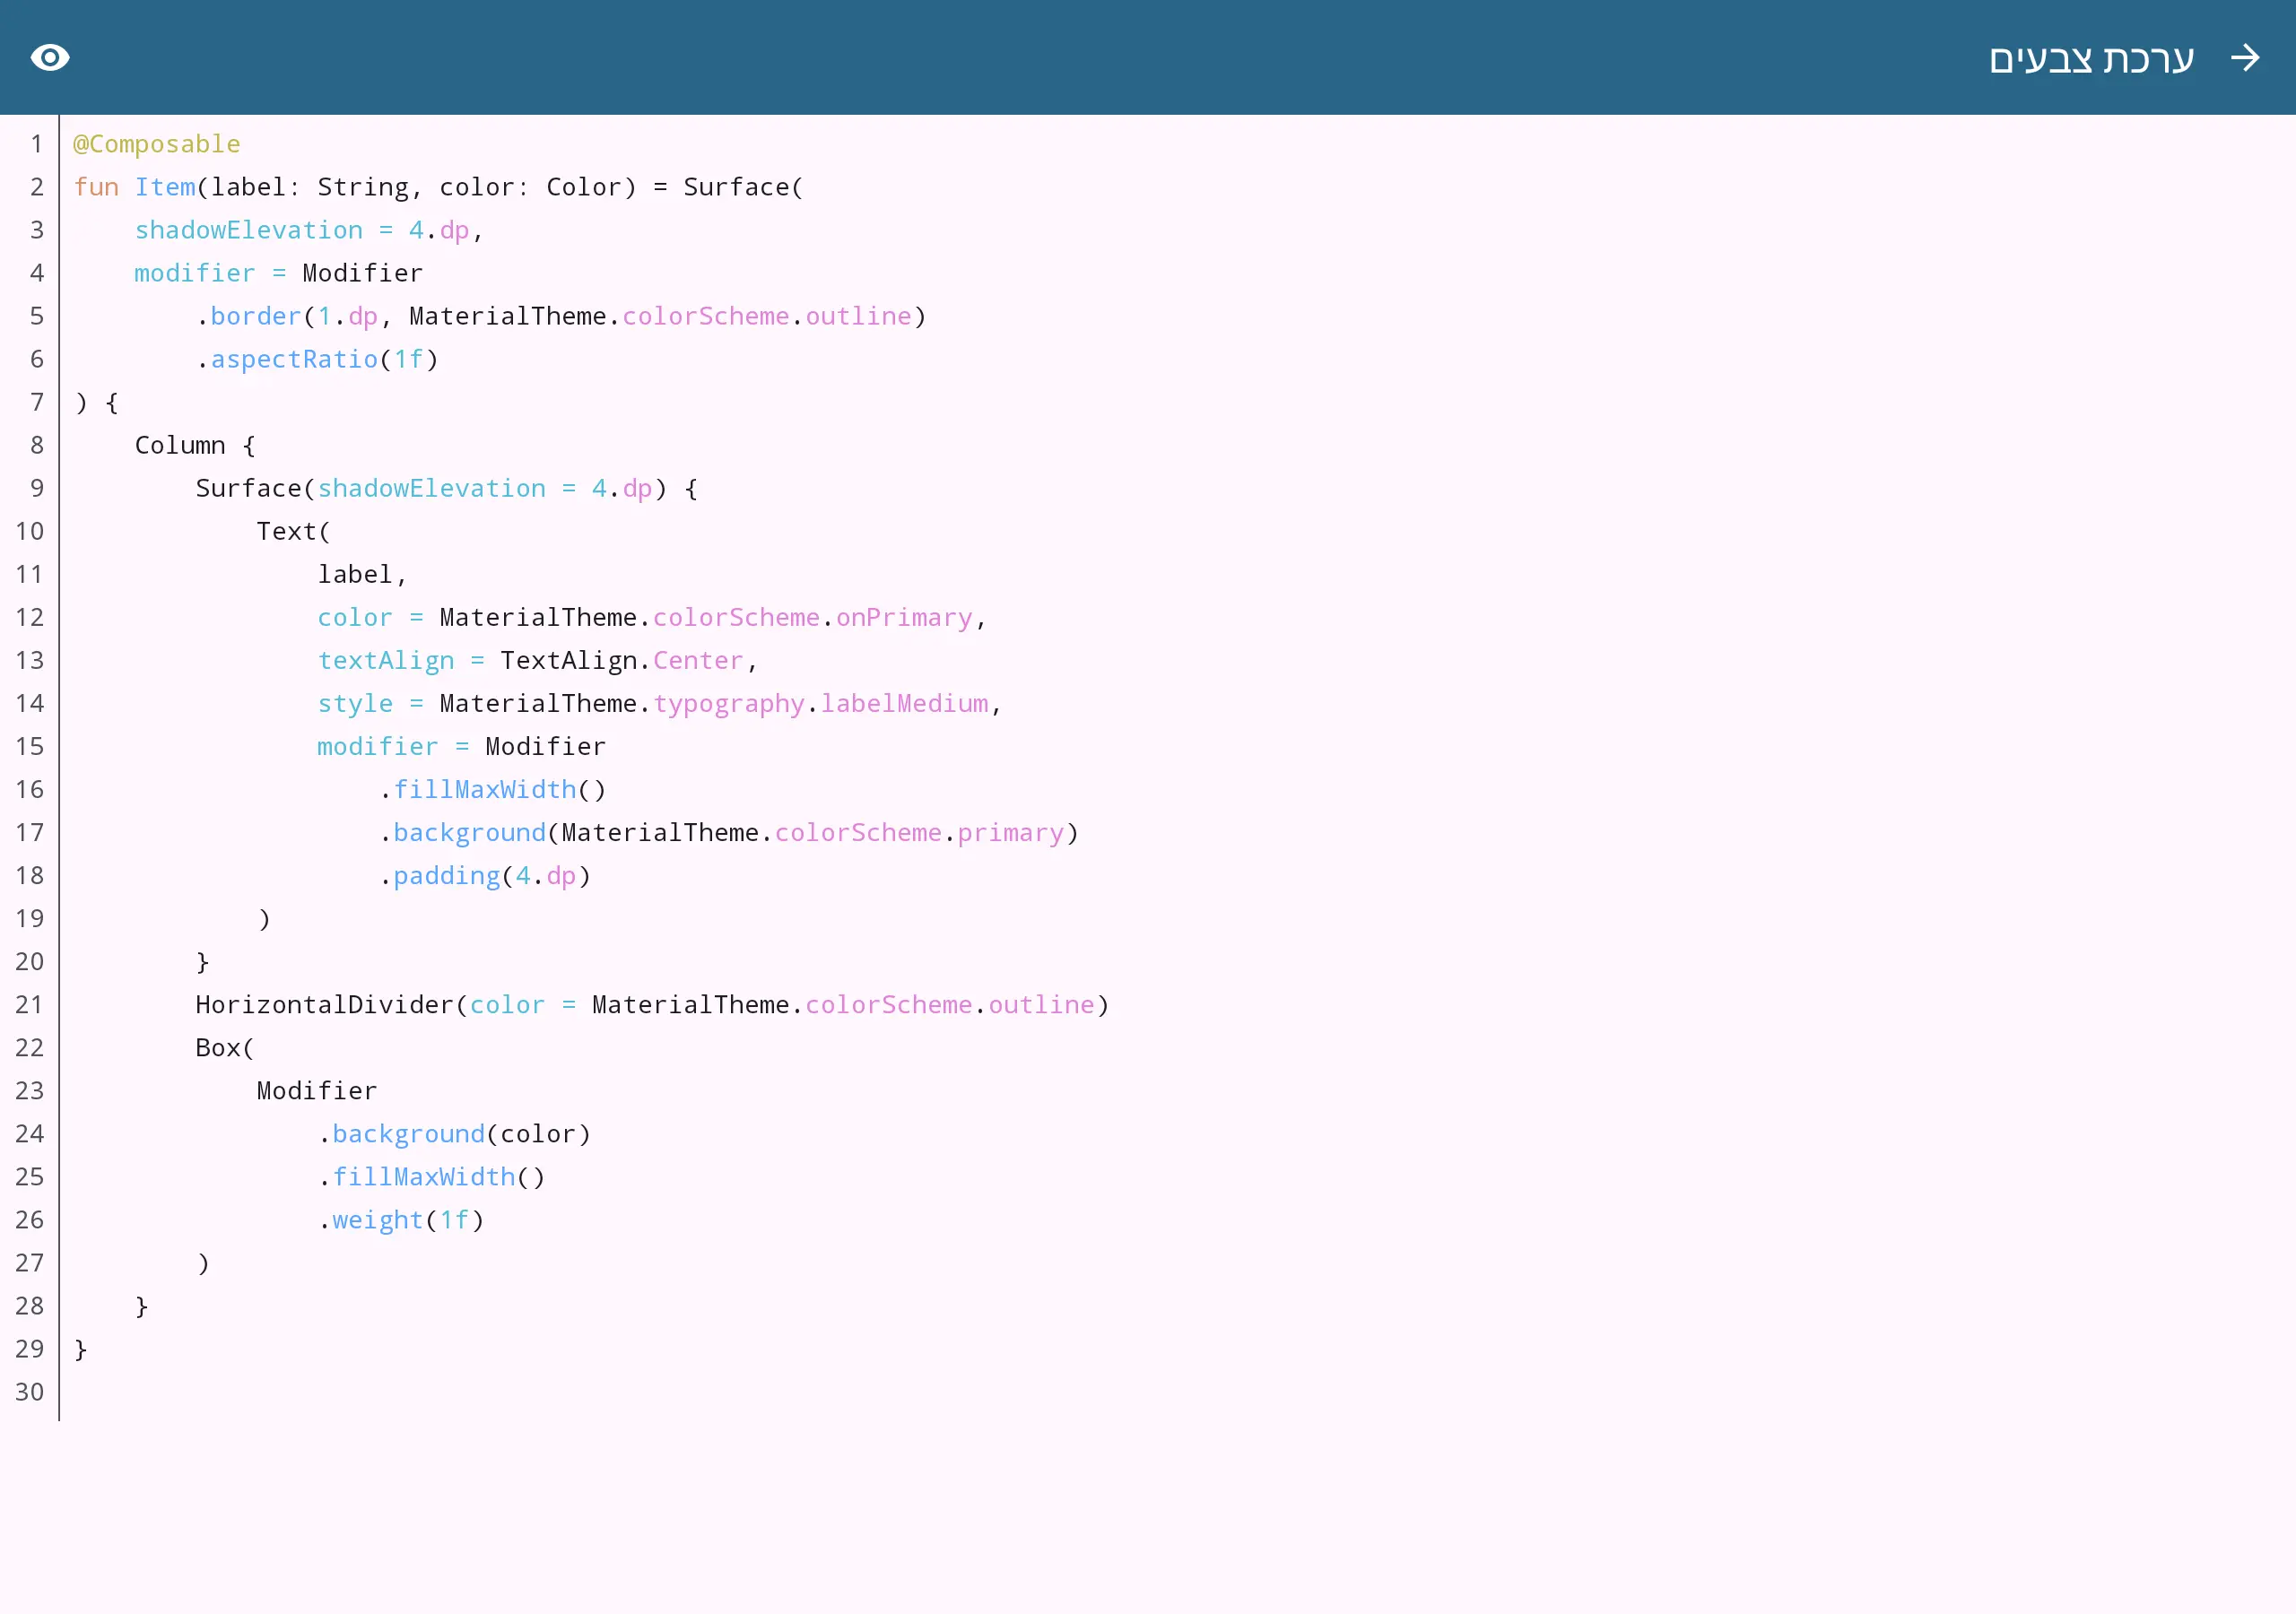 ערכת צבעים
1 @Composable
2 fun Item(label: String, color: Color) = Surface(
3     shadowElevation = 4.dp,
4     modifier = Modifier
5         .border(1.dp, MaterialTheme.colorScheme.outline)
6         .aspectRatio(1f)
7 ) {
8     Column {
9         Surface(shadowElevation = 4.dp) {
10             Text(
11                 label,
12                 color = MaterialTheme.colorScheme.onPrimary,
13                 textAlign = TextAlign.Center,
14                 style = MaterialTheme.typography.labelMedium,
15                 modifier = Modifier
16                     .fillMaxWidth()
17                     .background(MaterialTheme.colorScheme.primary)
18                     .padding(4.dp)
19             )
20         }
21         HorizontalDivider(color = MaterialTheme.colorScheme.outline)
22         Box(
23             Modifier
24                 .background(color)
25                 .fillMaxWidth()
26                 .weight(1f)
27         )
28     }
29 }
30